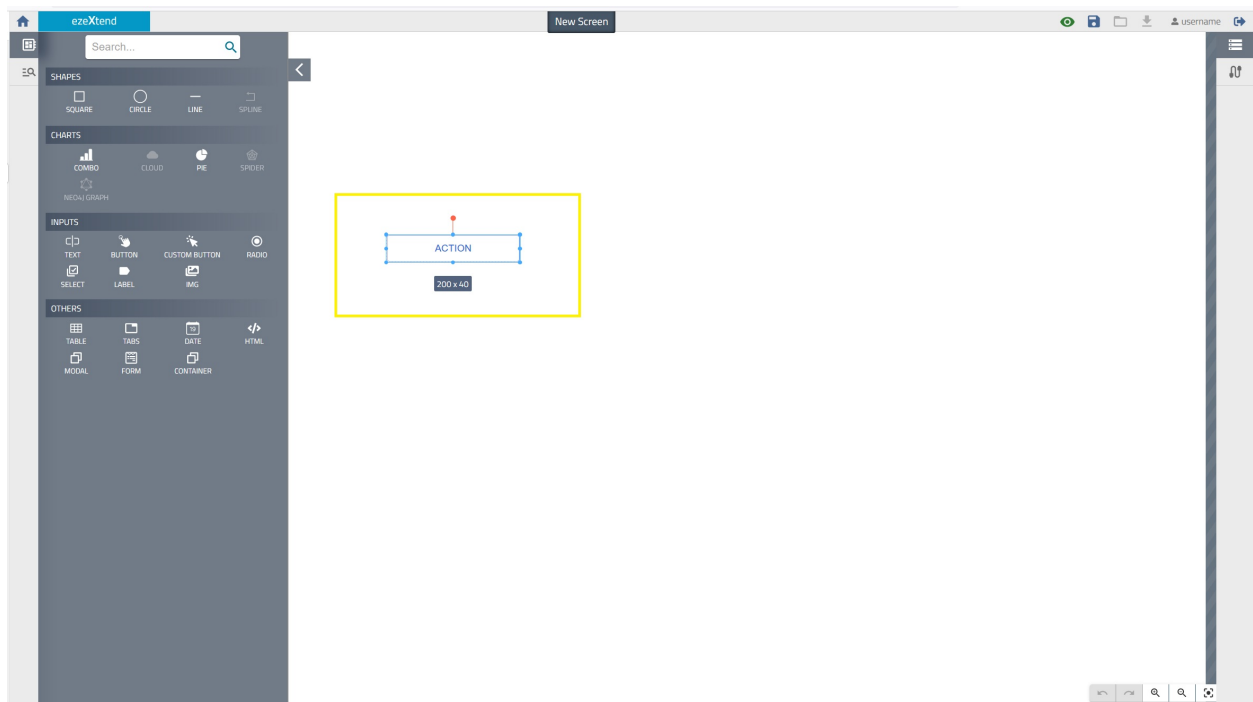 ezeXtend
New Screen
username
Search...
SHAPES
SQUARE CIRCLE LINE SPLINE
CHARTS
COMBO CLOUD PIE SPIDER
NEO4J GRAPH
INPUTS
TEXT BUTTON CUSTOM BUTTON RADIO
SELECT LABEL IMG
OTHERS
TABLE TABS DATE HTML
MODAL FORM CONTAINER
ACTION
200 x 40